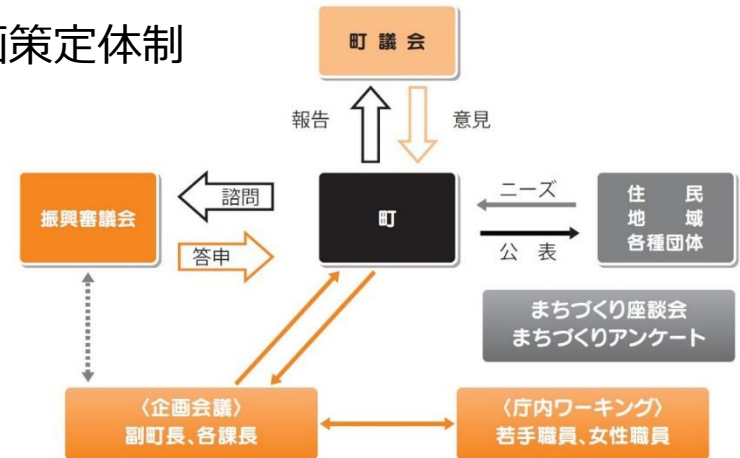 画策定体制
町 議 会
報告
意見
諮問
振興審議会
答申
町
ニーズ
公 表
住 民
地 域
各種団体
まちづくり座談会
まちづくりアンケート
〈企画会議〉
副町長、各課長
〈庁内ワーキング〉
若手職員、女性職員